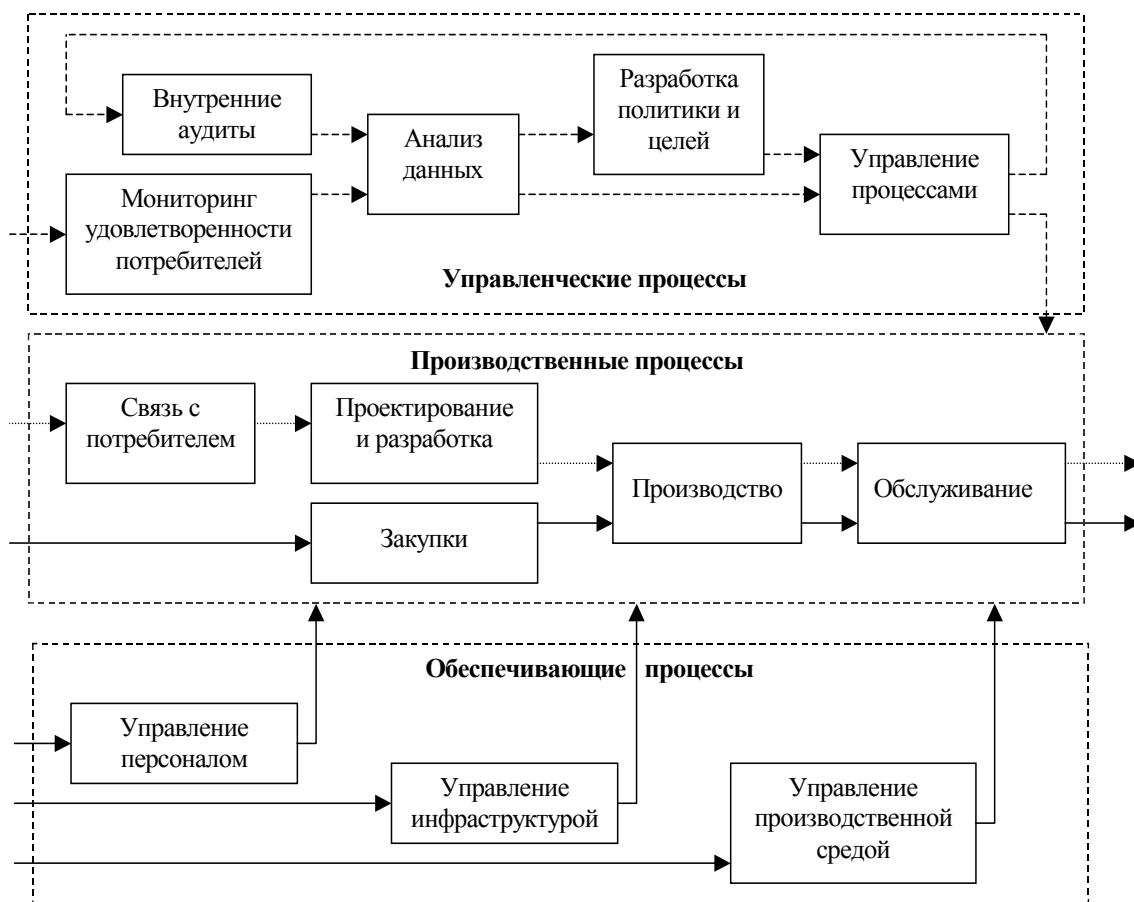 Внутренние
аудиты
Мониторинг
удовлетворенности
потребителей
Анализ
данных
Разработка
политики и
целей
Управление
процессами
Управленческие процессы
Производственные процессы
Связь с
потребителем
Проектирование
и разработка
Закупки
Производство
Обслуживание
Обеспечивающие процессы
Управление
персоналом
Управление
инфраструктурой
Управление
производственной
средой